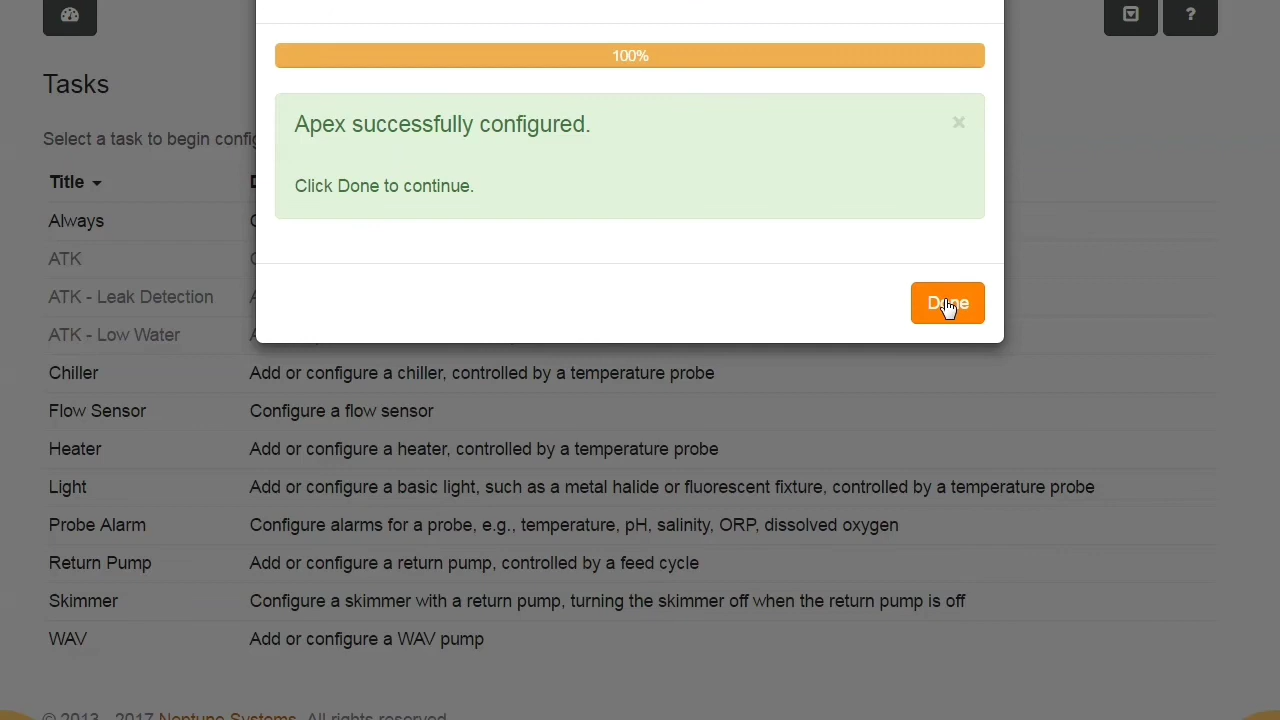 ?
100%
Tasks
Apex successfully configured.
×
Select a task to begin confi
Title
Click Done to continue.
Always
ATK
ATK - Leak Detection
Done
ATK - Low Water
Chiller Add or configure a chiller, controlled by a temperature probe
Flow Sensor Configure a flow sensor
Heater Add or configure a heater, controlled by a temperature probe
Light Add or configure a basic light, such as a metal halide or fluorescent fixture, controlled by a temperature probe
Probe Alarm Configure alarms for a probe, e.g., temperature, pH, salinity, ORP, dissolved oxygen
Return Pump Add or configure a return pump, controlled by a feed cycle
Skimmer Configure a skimmer with a return pump, turning the skimmer off when the return pump is off
WAV Add or configure a WAV pump
© 2013 - 2017 Neptune Systems. All rights reserved.